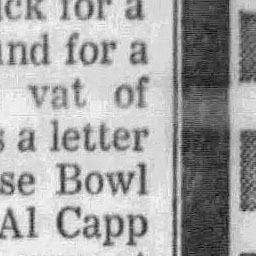 ck for a
nd for a
vat of
s a letter
se Bowl
Al Capp